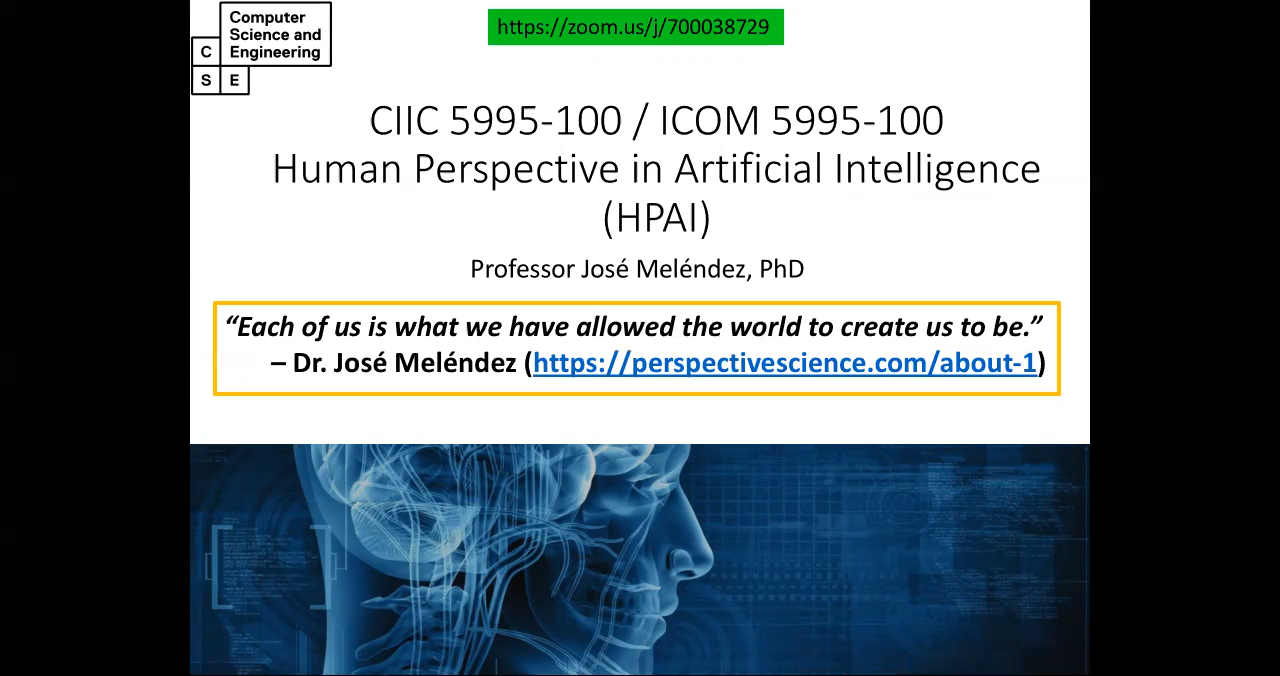 Computer
Science and
Engineering
C
S E
https://zoom.us/j/700038729
CIIC 5995-100 / ICOM 5995-100
Human Perspective in Artificial Intelligence
(HPAI)
Professor José Meléndez, PhD
“Each of us is what we have allowed the world to create us to be.”
– Dr. José Meléndez (https://perspectivescience.com/about-1)